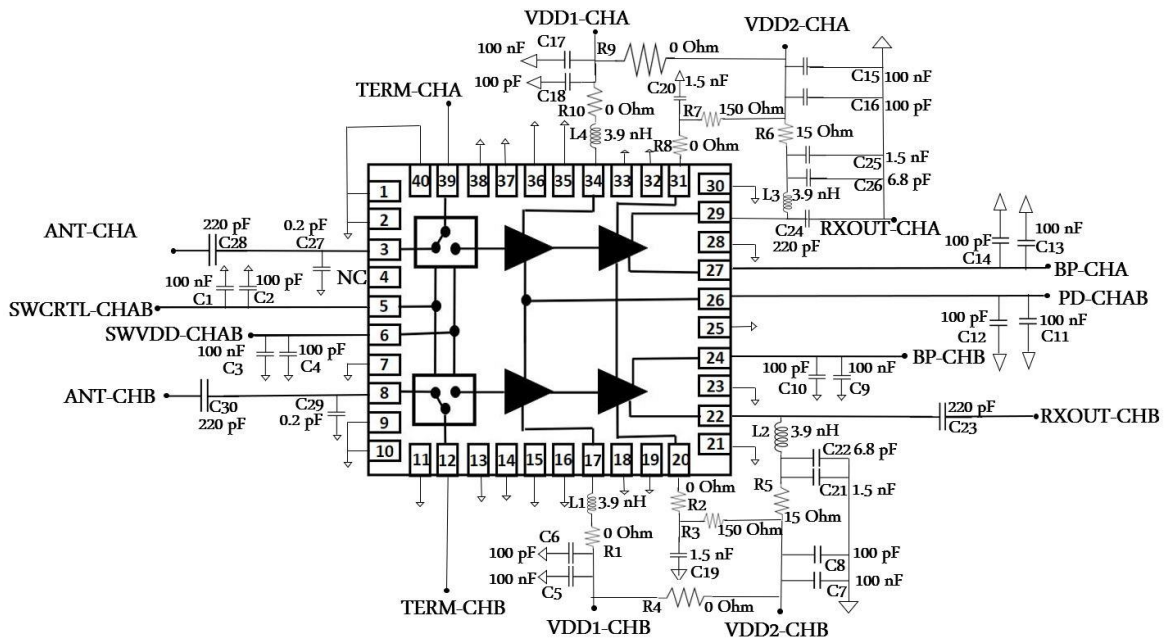 VDD1-CHA
VDD2-CHA
100 nF C17 R9 0 Ohm
C15 100 nF
100 pF C18 C20 1.5 nF
C16 100 pF
TERM-CHA
R10 0 Ohm R7 150 Ohm
R6 15 Ohm
L4 3.9 nH R8 0 Ohm
C25 1.5 nF
C26 6.8 pF
L3 3.9 nH
40 39 38 37 36 35 34 33 32 31
1 30
2 29
C24 220 pF RXOUT-CHA
ANT-CHA 220 pF C28 0.2 pF C27 3 28
100 pF C14 100 nF C13
NC 4 27 BP-CHA
100 nF C1 100 pF C2
SWCRTL-CHAB 5 26 PD-CHAB
SWVDD-CHAB 6 25
100 pF C12 100 nF C11
100 nF C3 100 pF C4
7 24 BP-CHB
100 pF C10 100 nF C9
ANT-CHB C30 220 pF C29 0.2 pF 8 23
9 22 220 pF C23 RXOUT-CHB
10 21
L2 3.9 nH
11 12 13 14 15 16 17 18 19 20
C22 6.8 pF
C21 1.5 nF
L1 3.9 nH 0 Ohm R2
R5 15 Ohm
R3 150 Ohm
C6 0 Ohm R1
100 pF 1.5 nF C19
C8 100 pF
100 nF C5
C7 100 nF
TERM-CHB
R4 0 Ohm
VDD1-CHB
VDD2-CHB